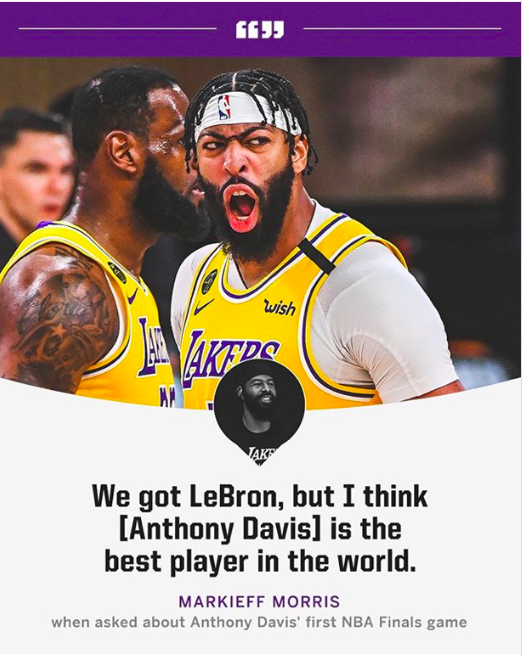 wish
LAKERS
We got LeBron, but I think
[Anthony Davis] is the
best player in the world.
MARKIEFF MORRIS
when asked about Anthony Davis' first NBA Finals game